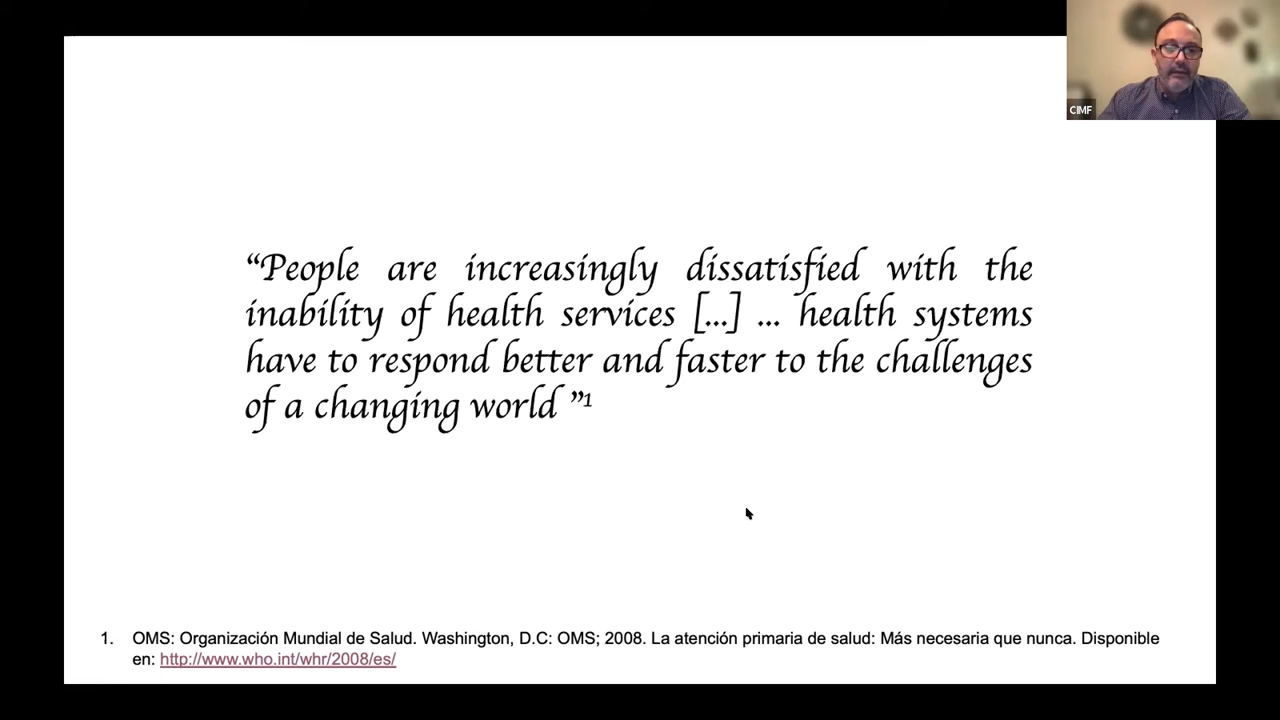 CIMF
“People are increasingly dissatisfied with the
inability of health services [...] ... health systems
have to respond better and faster to the challenges
of a changing world ”1
1. OMS: Organización Mundial de Salud. Washington, D.C: OMS; 2008. La atención primaria de salud: Más necesaria que nunca. Disponible
en: http://www.who.int/whr/2008/es/